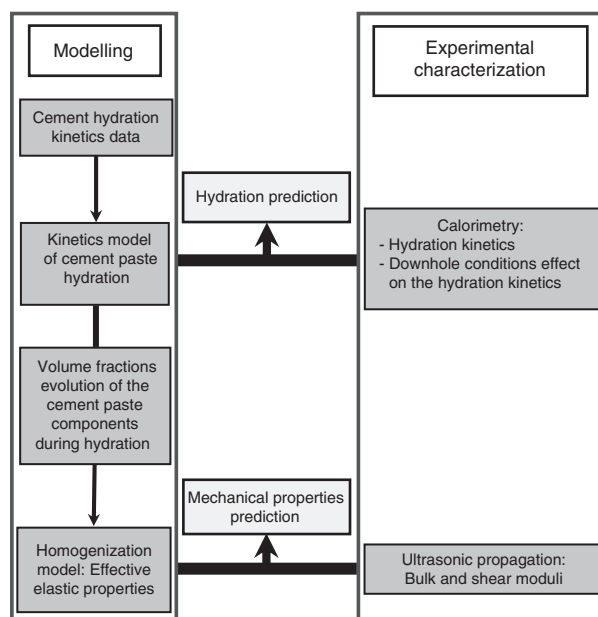 Modelling
Experimental
characterization
Cement hydration
kinetics data
Hydration prediction
Kinetics model
of cement paste
hydration
Calorimetry:
- Hydration kinetics
- Downhole conditions effect
on the hydration kinetics
Volume fractions
evolution of the
cement paste
components
during hydration
Mechanical properties
prediction
Homogenization
model: Effective
elastic properties
Ultrasonic propagation:
Bulk and shear moduli